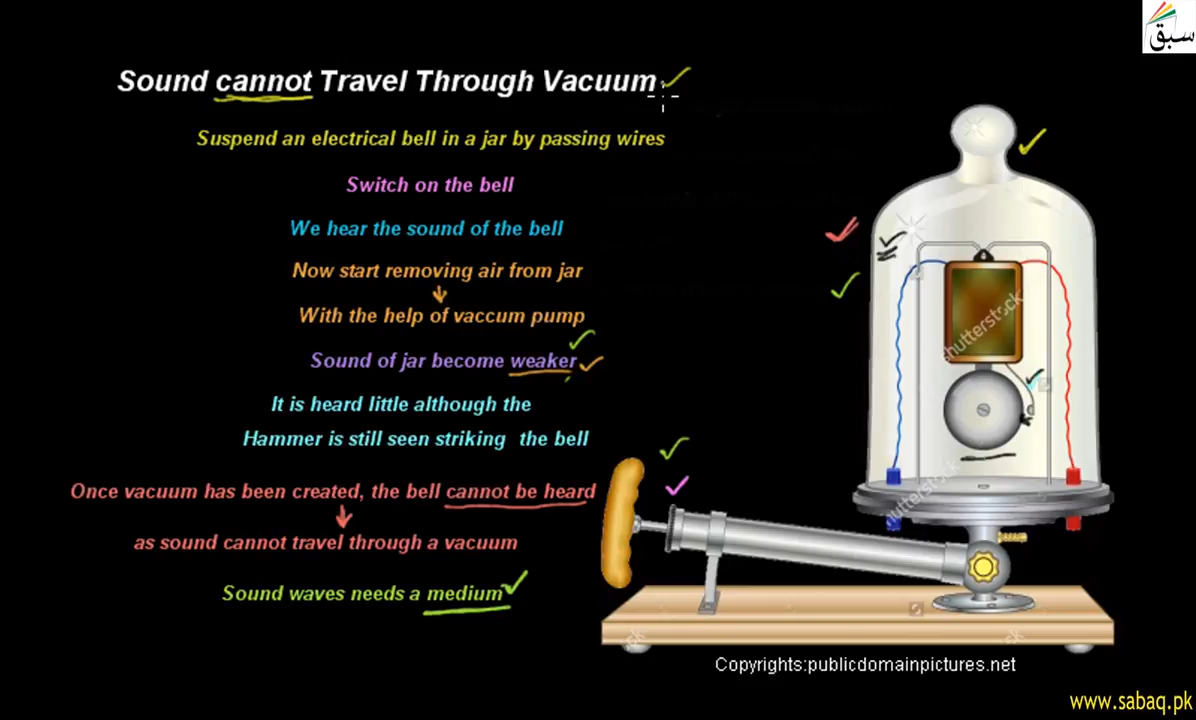 سبق
Sound cannot Travel Through Vacuum
Suspend an electrical bell in a jar by passing wires
Switch on the bell
We hear the sound of the bell
Now start removing air from jar
With the help of vaccum pump
Sound of jar become weaker
It is heard little although the
Hammer is still seen striking the bell
Once vacuum has been created, the bell cannot be heard
as sound cannot travel through a vacuum
Sound waves needs a medium
shutterstock
shutterstock
Copyrights:publicdomainpictures.net
www.sabaq.pk